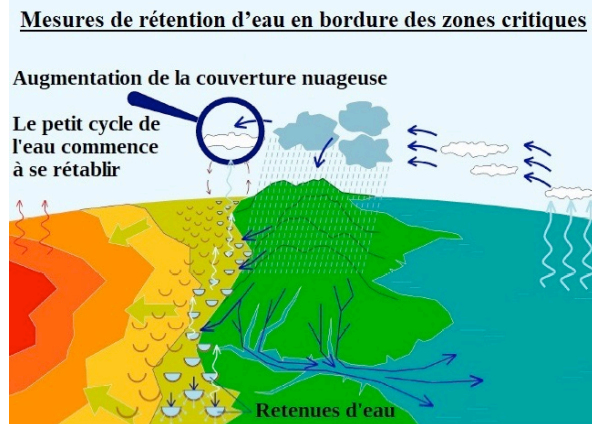 Mesures de rétention d'eau en bordure des zones critiques
Augmentation de la couverture nuageuse
Le petit cycle de
l'eau commence
à se rétablir
Retenues d'eau